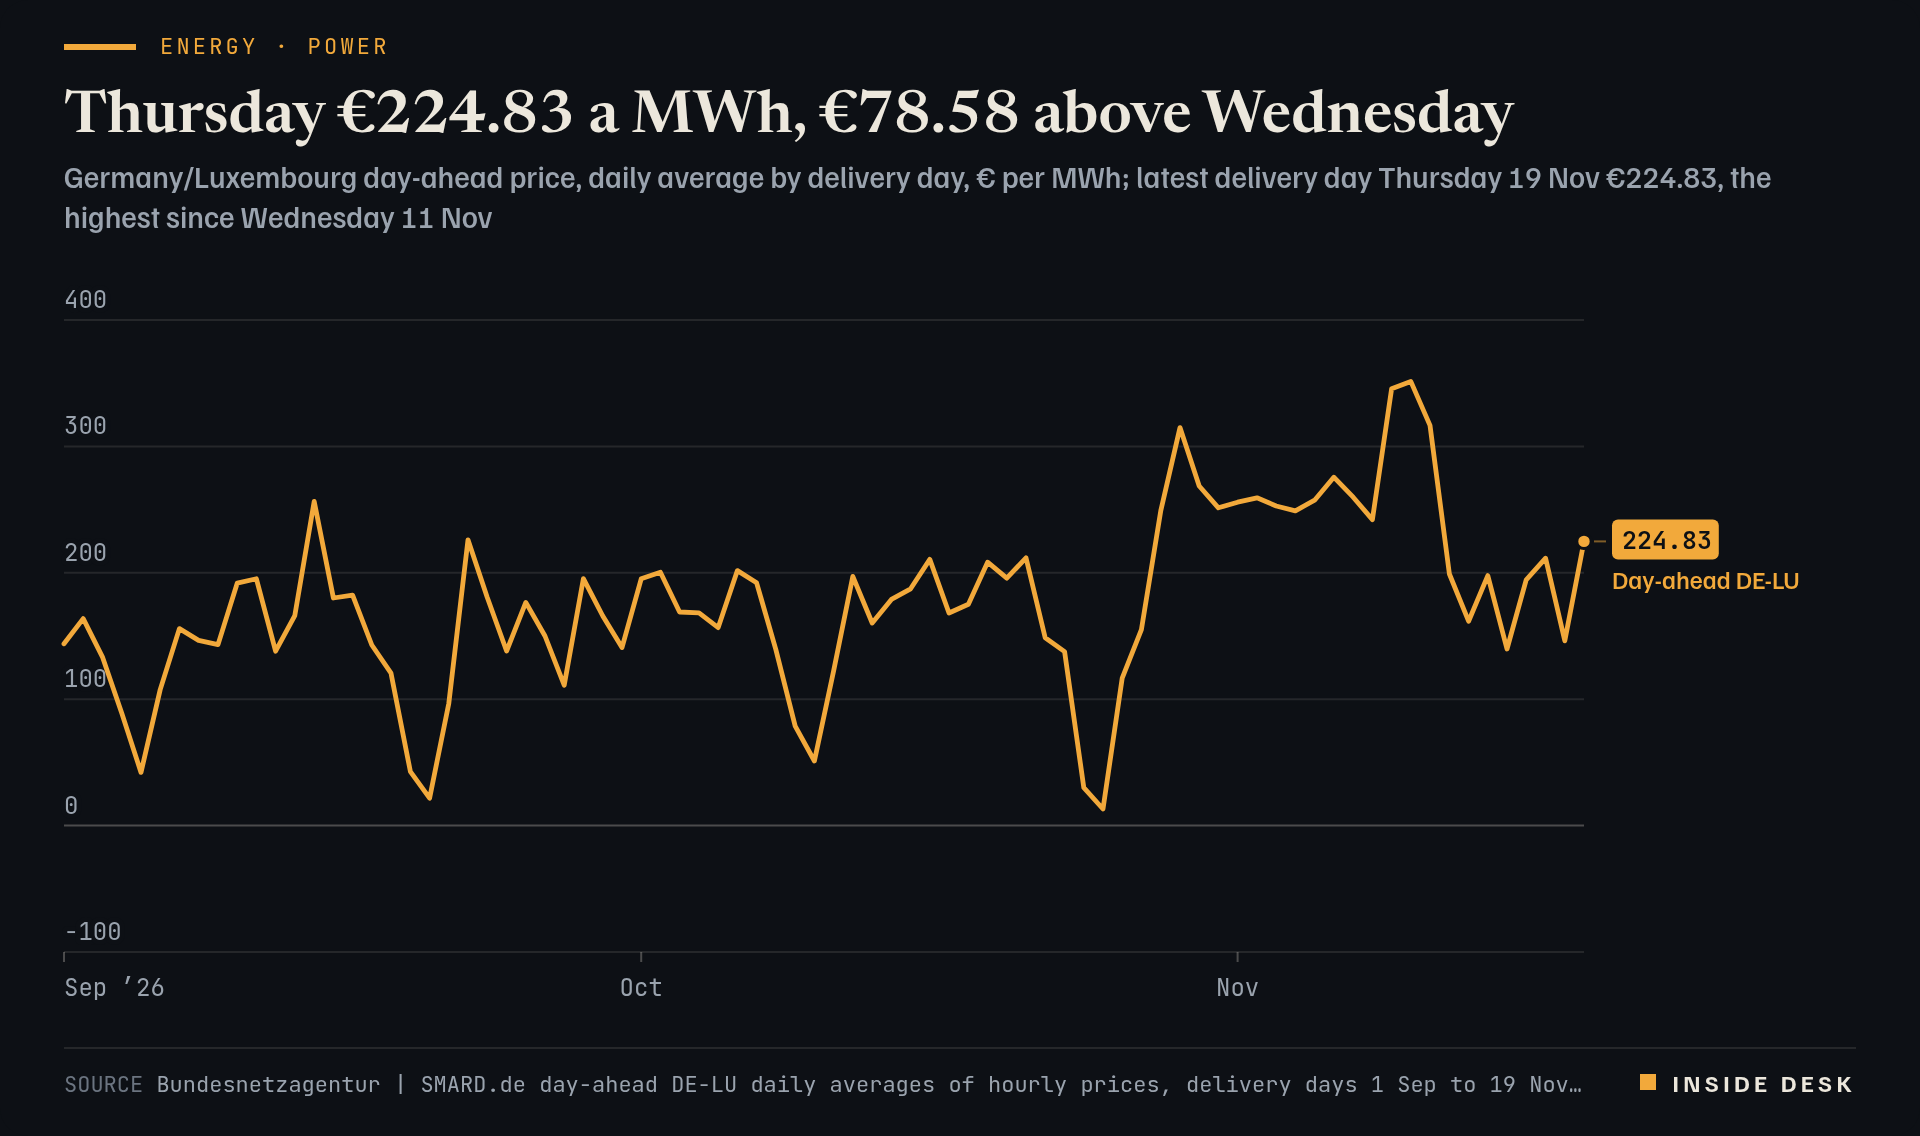 ENERGY · POWER
Thursday €224.83 a MWh, €78.58 above Wednesday
Germany/Luxembourg day-ahead price, daily average by delivery day, € per MWh; latest delivery day Thursday 19 Nov €224.83, the
highest since Wednesday 11 Nov
400
300
200
100
0
-100
224.83
Day-ahead DE-LU
Sep ’26
Oct
Nov
SOURCE Bundesnetzagentur | SMARD.de day-ahead DE-LU daily averages of hourly prices, delivery days 1 Sep to 19 Nov…
INSIDE DESK